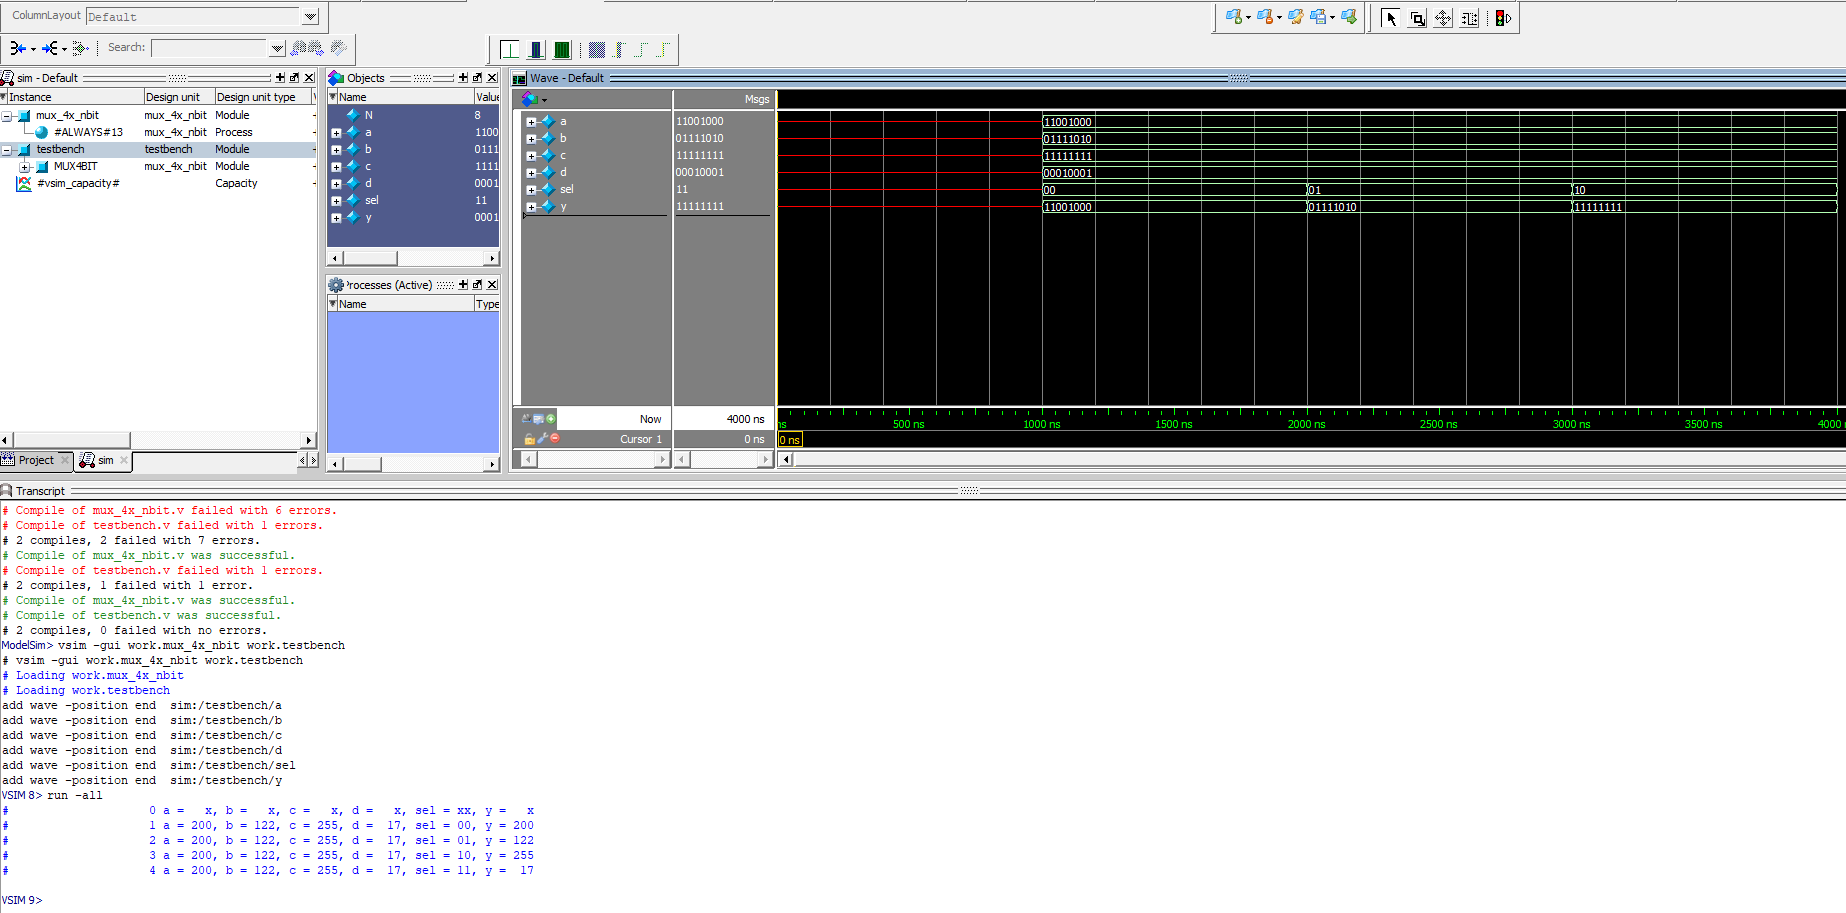 ColumnLayout Default
Search:
sim - Default
Instance Design unit Design unit type
mux_4x_nbit mux_4x_nbit Module
#ALWAYS#13 mux_4x_nbit Process
testbench testbench Module
MUX4BIT mux_4x_nbit Module
#vsim_capacity# Capacity
Project sim
Objects
Name Value
N 8
a 1100
b 0111
c 1111
d 0001
sel 11
y 0001
Processes (Active)
Name Type
Wave - Default
Msgs
a 11001000 11001000
b 01111010 01111010
c 11111111 11111111
d 00010001 00010001
sel 11 00 01 10
y 11111111 11001000 01111010 11111111
Now 4000 ns
Cursor 1 0 ns
ns 500 ns 1000 ns 1500 ns 2000 ns 2500 ns 3000 ns 3500 ns 4000
0 ns
Transcript
# Compile of mux_4x_nbit.v failed with 6 errors.
# Compile of testbench.v failed with 1 errors.
# 2 compiles, 2 failed with 7 errors.
# Compile of mux_4x_nbit.v was successful.
# Compile of testbench.v failed with 1 errors.
# 2 compiles, 1 failed with 1 error.
# Compile of mux_4x_nbit.v was successful.
# Compile of testbench.v was successful.
# 2 compiles, 0 failed with no errors.
ModelSim> vsim -gui work.mux_4x_nbit work.testbench
# vsim -gui work.mux_4x_nbit work.testbench
# Loading work.mux_4x_nbit
# Loading work.testbench
add wave -position end  sim:/testbench/a
add wave -position end  sim:/testbench/b
add wave -position end  sim:/testbench/c
add wave -position end  sim:/testbench/d
add wave -position end  sim:/testbench/sel
add wave -position end  sim:/testbench/y
VSIM 8> run -all
#                    0 a =   x, b =   x, c =   x, d =   x, sel = xx, y =   x
#                    1 a = 200, b = 122, c = 255, d =  17, sel = 00, y = 200
#                    2 a = 200, b = 122, c = 255, d =  17, sel = 01, y = 122
#                    3 a = 200, b = 122, c = 255, d =  17, sel = 10, y = 255
#                    4 a = 200, b = 122, c = 255, d =  17, sel = 11, y =  17
VSIM 9>